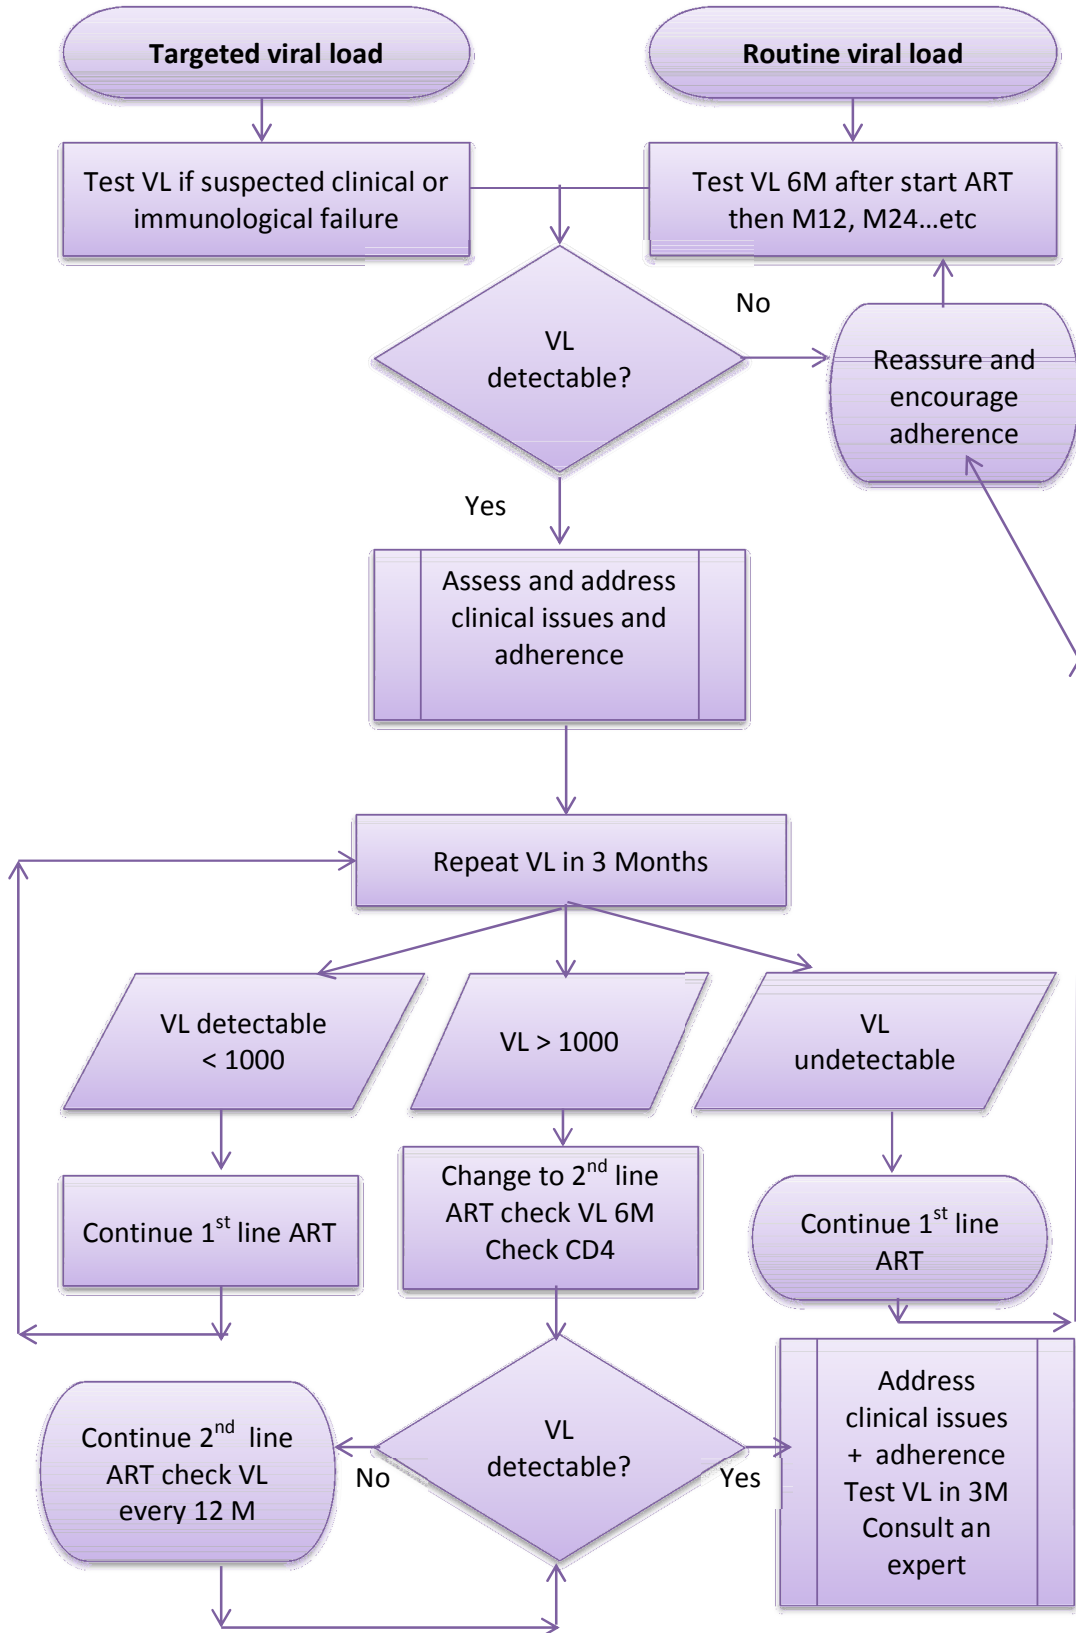 Targeted viral load
Routine viral load
Test VL if suspected clinical or
immunological failure
Test VL 6M after start ART
then M12, M24...etc
No
VL
detectable?
Reassure and
encourage
adherence
Yes
Assess and address
clinical issues and
adherence
Repeat VL in 3 Months
VL detectable
< 1000
VL > 1000
VL
undetectable
Continue 1st line ART
Change to 2nd line
ART check VL 6M
Check CD4
Continue 1st line
ART
Continue 2nd line
ART check VL
every 12 M
No
VL
detectable?
Yes
Address
clinical issues
+ adherence
Test VL in 3M
Consult an
expert